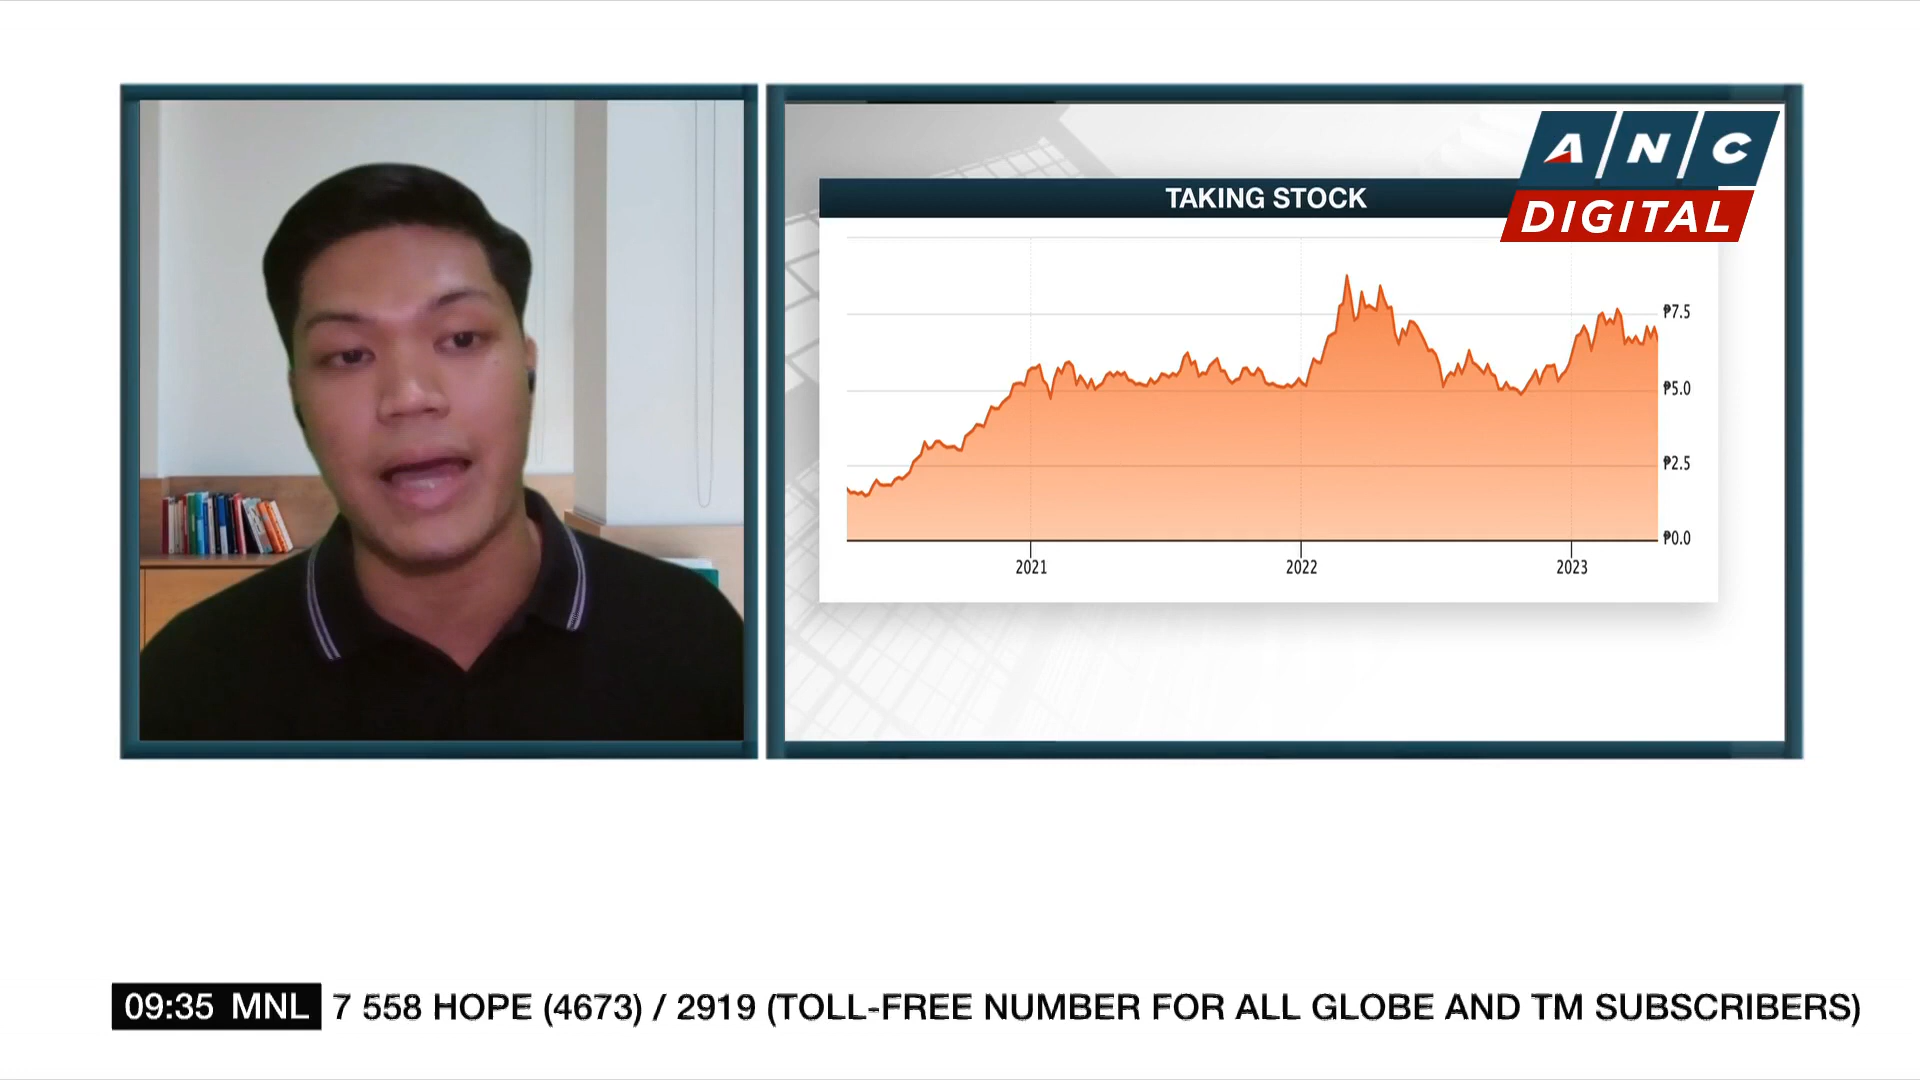 ANC
DIGITAL
TAKING STOCK
₱7.5
₱5.0
₱2.5
₱0.0
2021
2022
2023
09:35 MNL
7 558 HOPE (4673) / 2919 (TOLL-FREE NUMBER FOR ALL GLOBE AND TM SUBSCRIBERS)